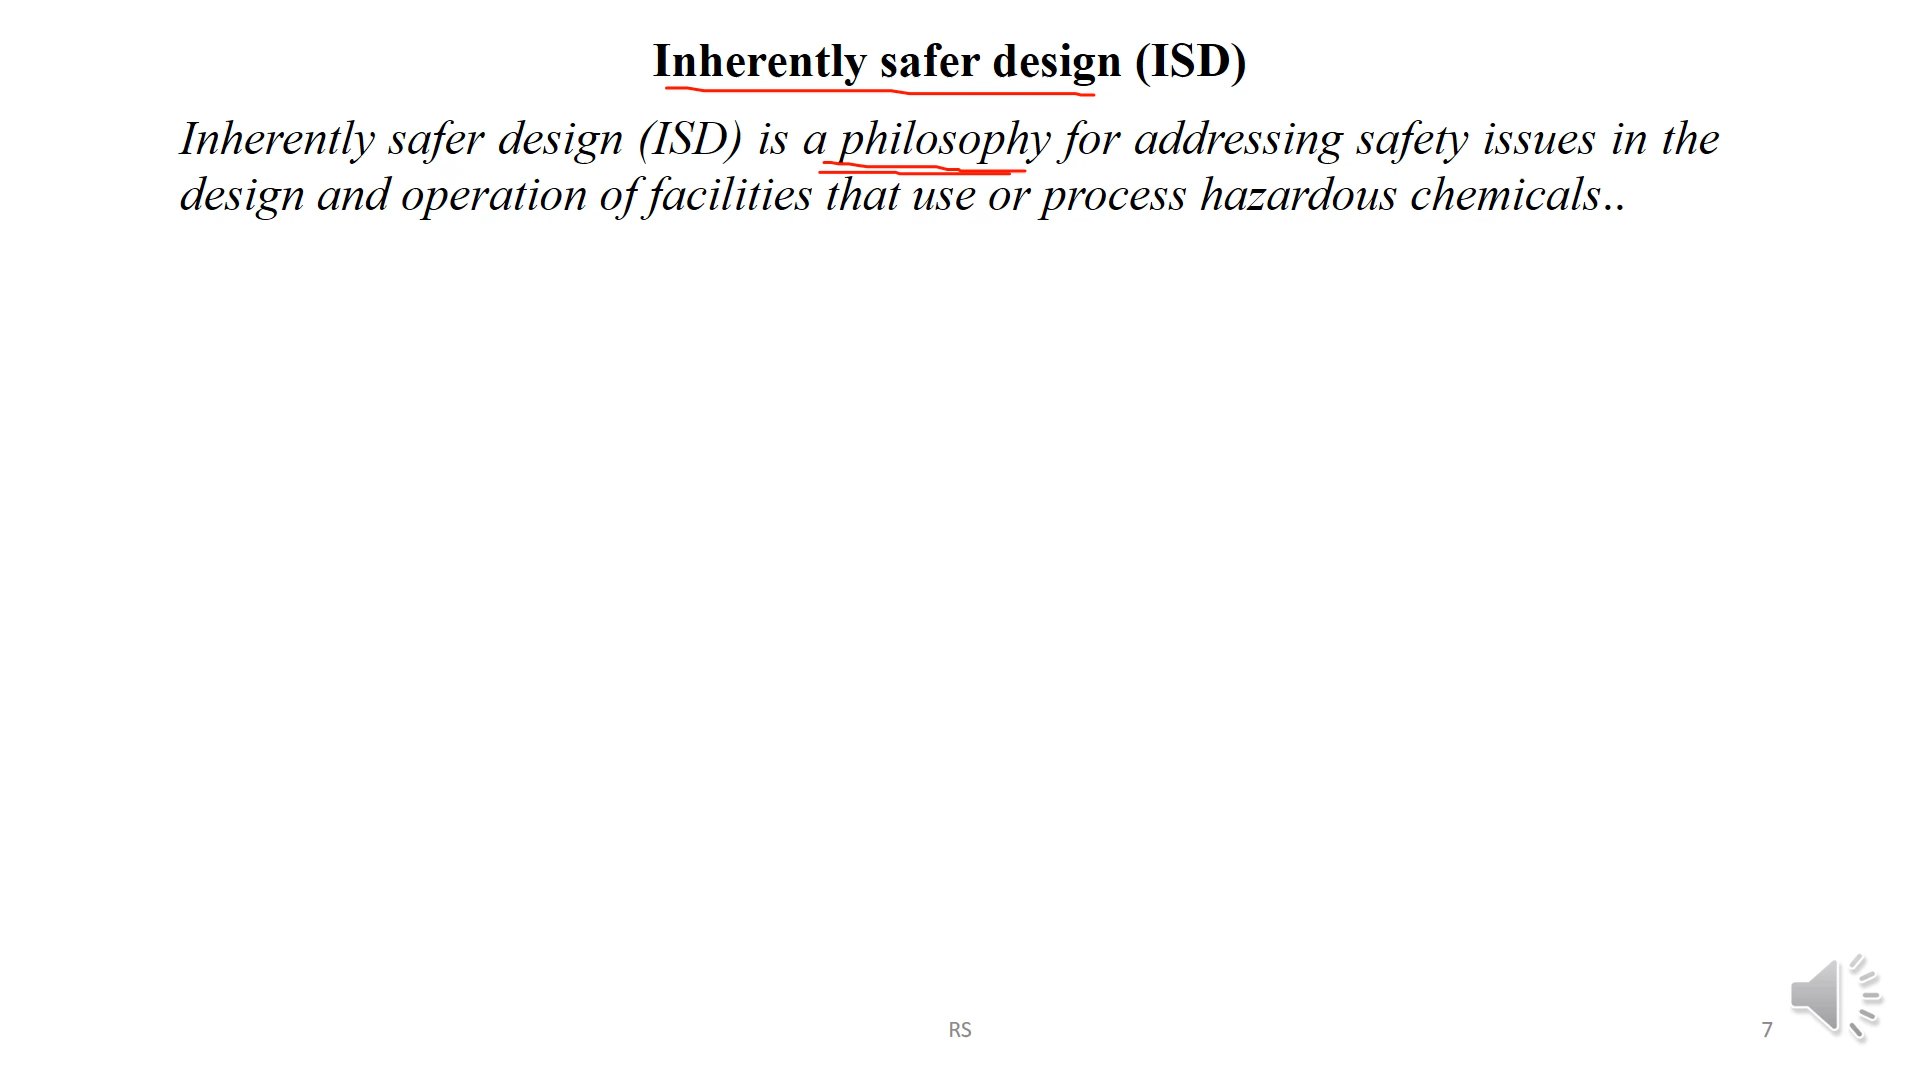 Inherently safer design (ISD)
Inherently safer design (ISD) is a philosophy for addressing safety issues in the
design and operation of facilities that use or process hazardous chemicals..
RS
7